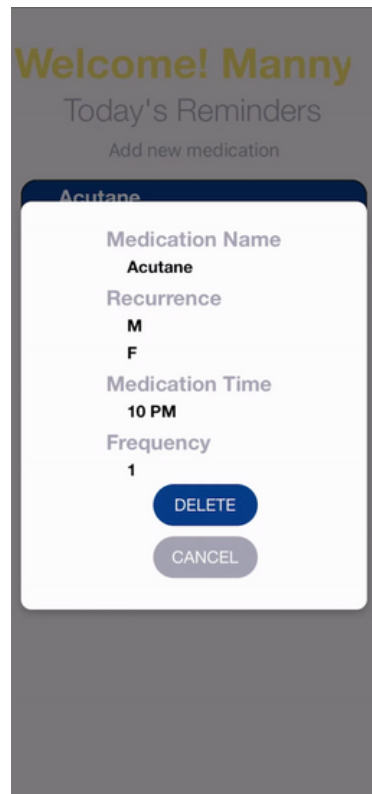 Welcome! Manny
Today's Reminders
Add new medication
Acutane
Medication Name
Acutane
Recurrence
M
F
Medication Time
10 PM
Frequency
1
DELETE
CANCEL